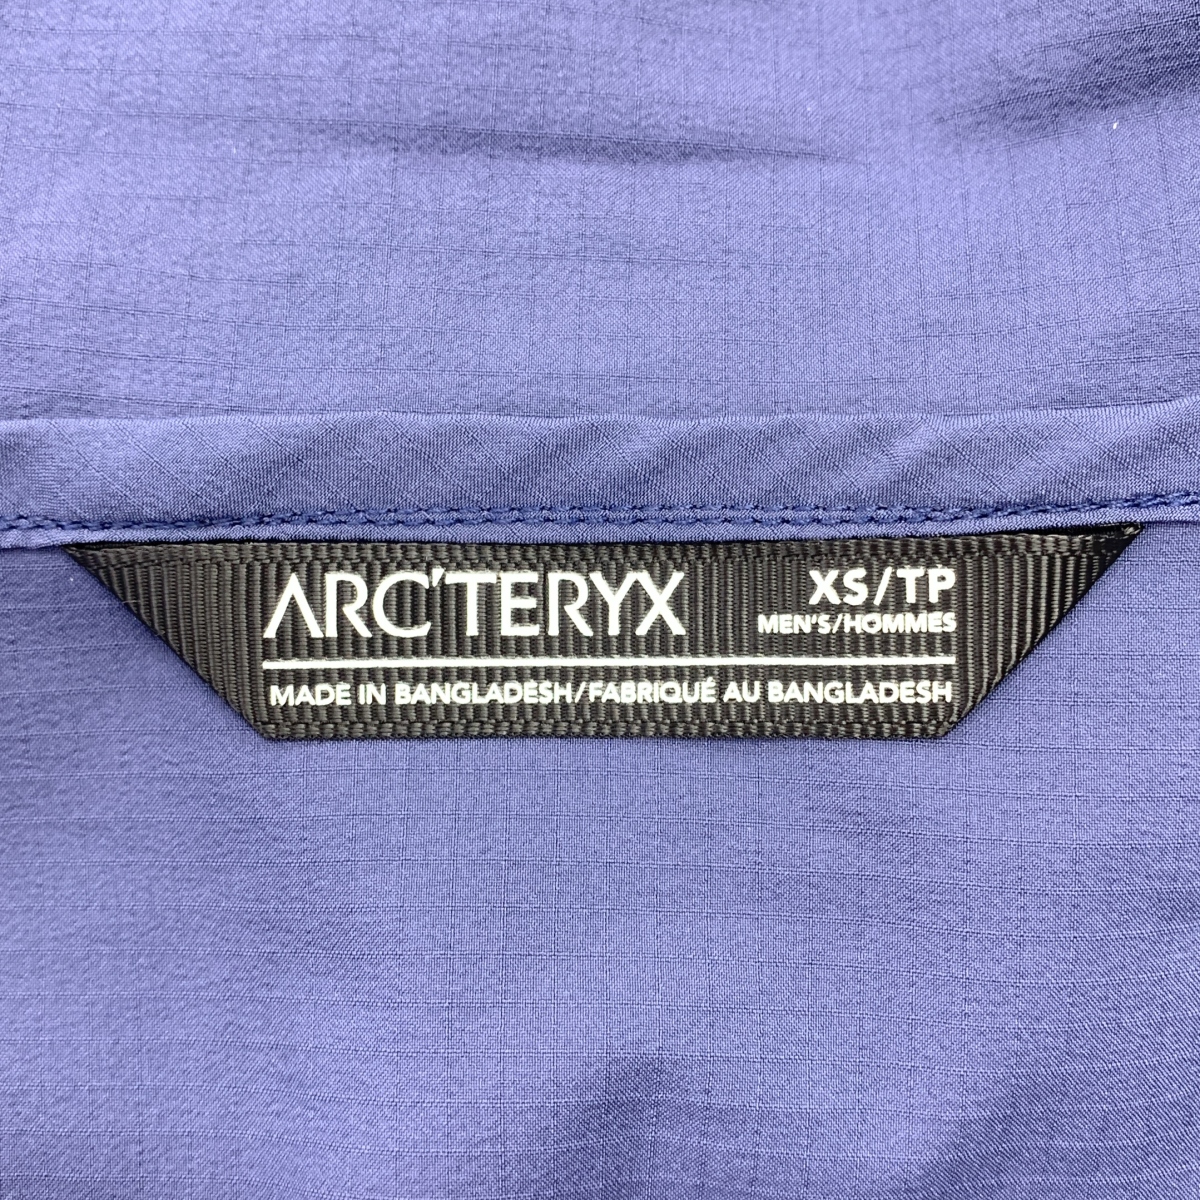 ARC'TERYX
XS/TP
MEN'S/HOMMES
MADE IN BANGLADESH/FABRIQUÉ AU BANGLADESH